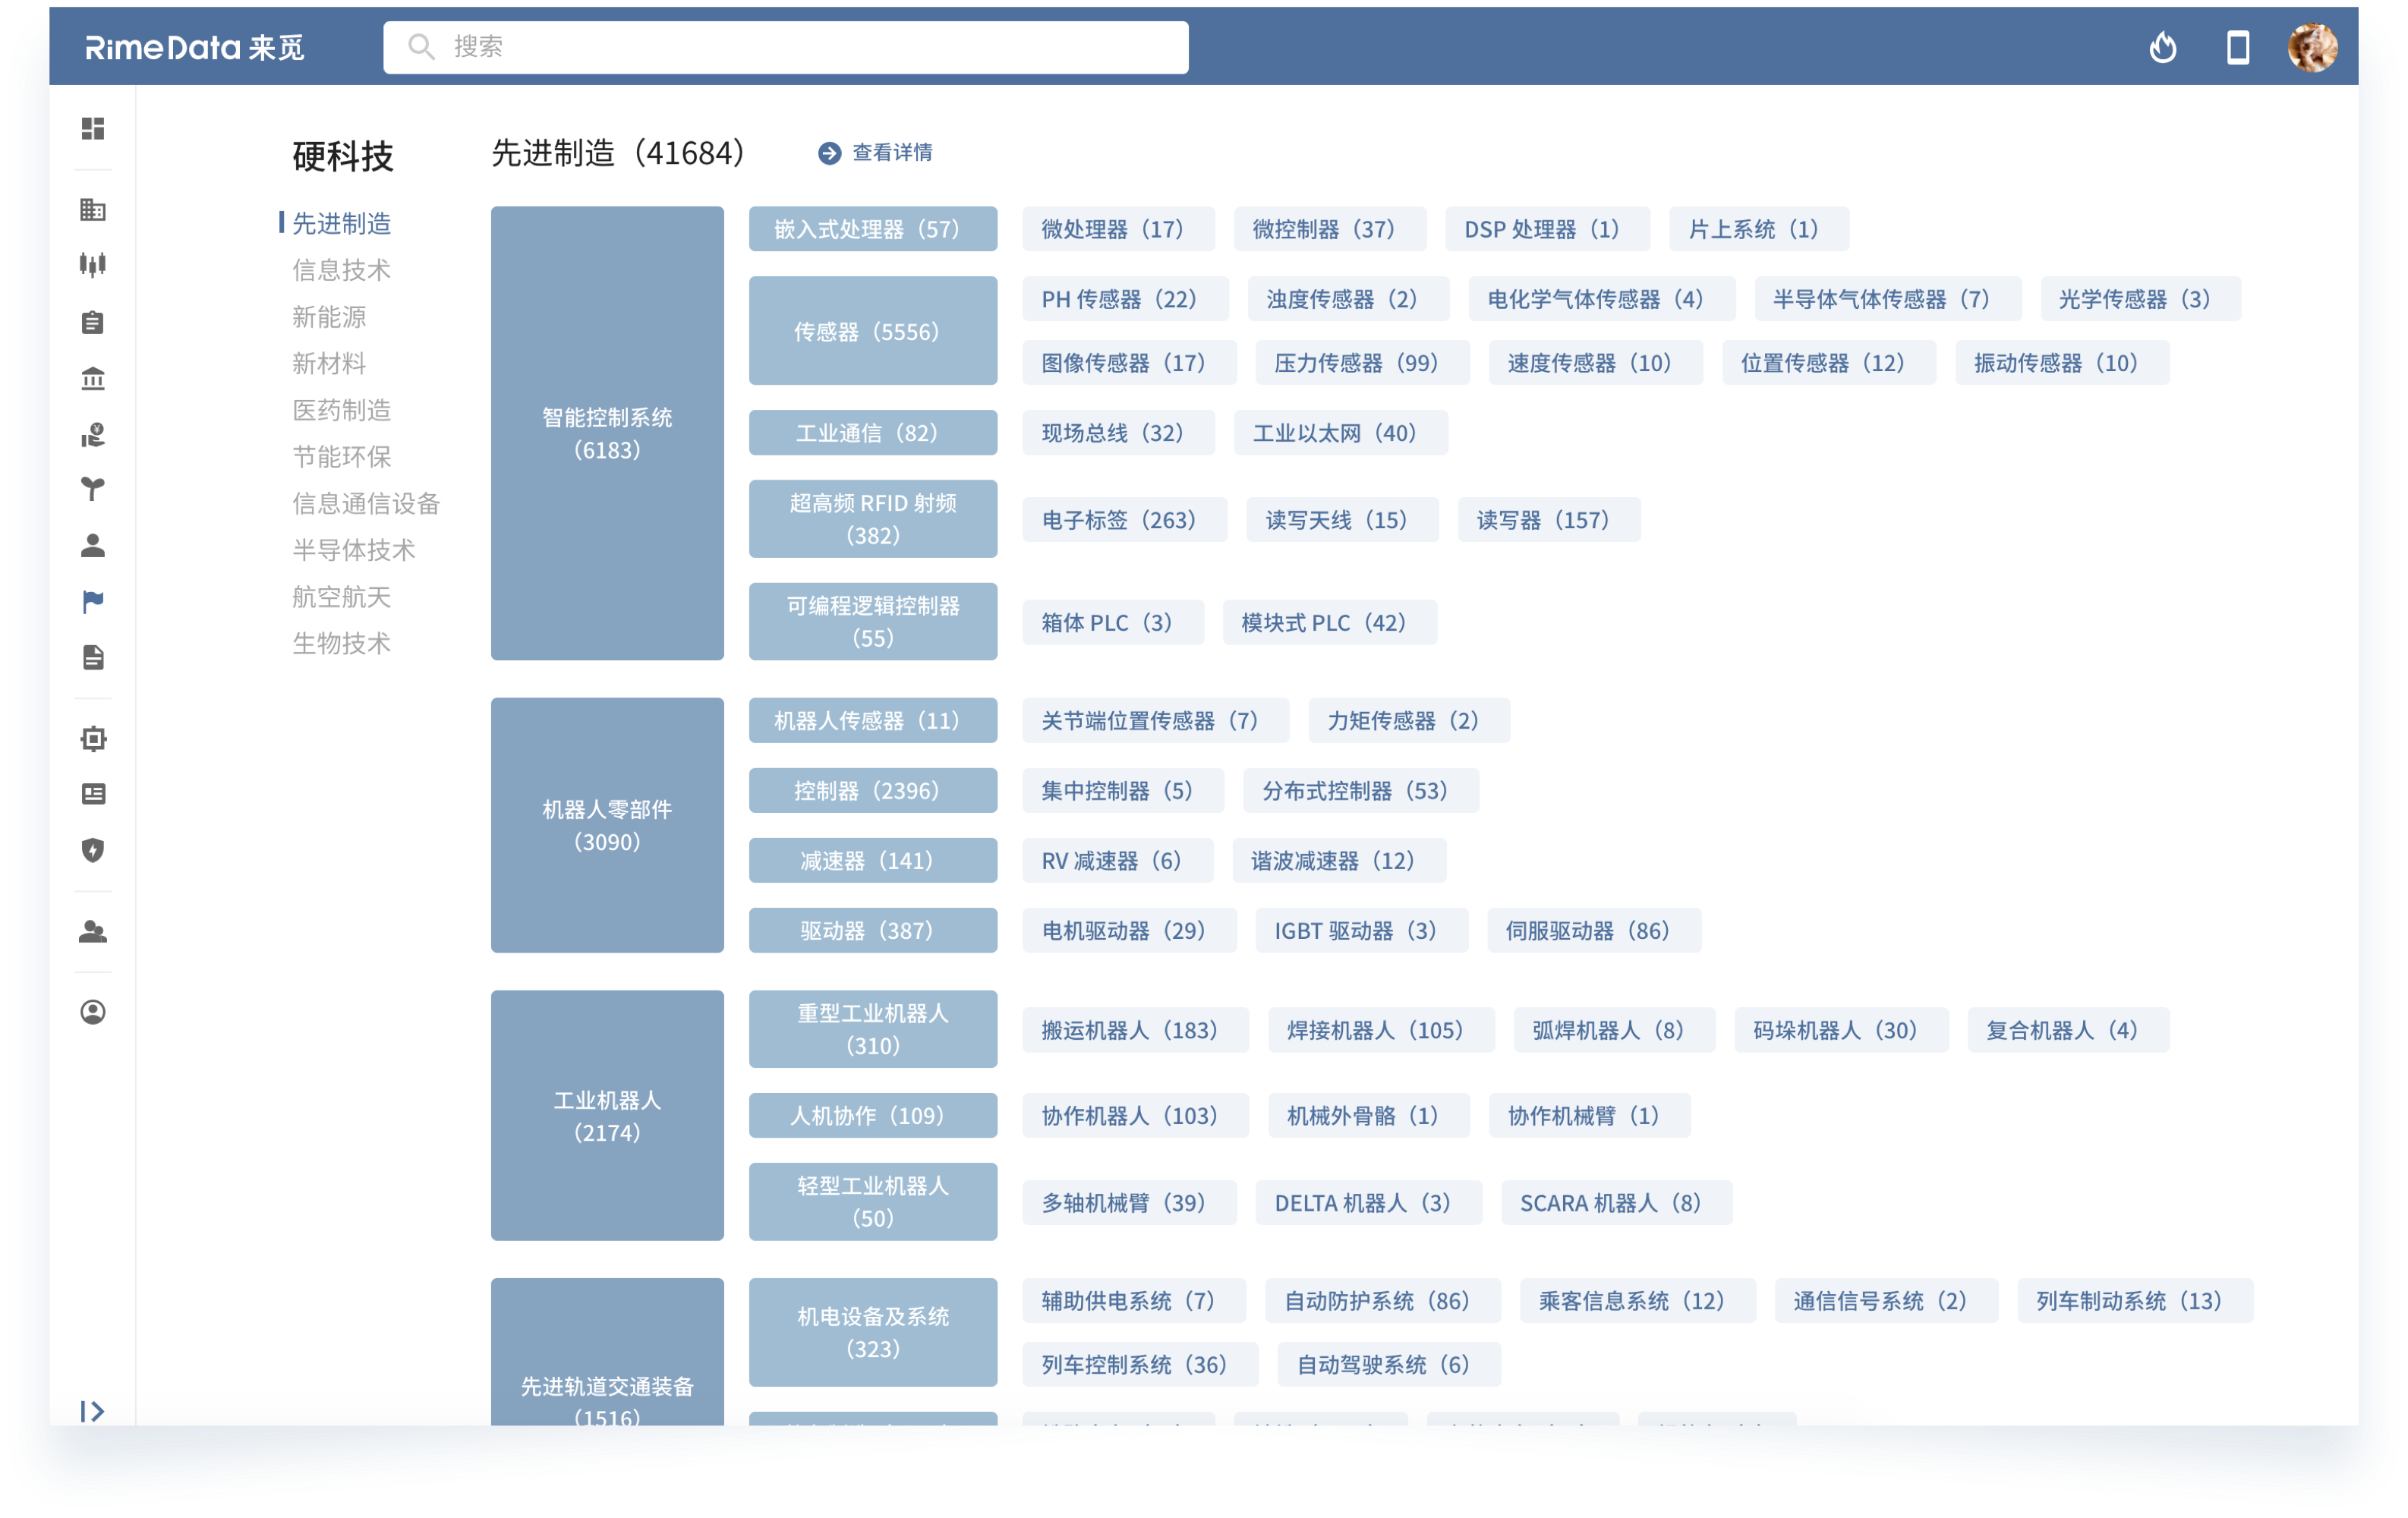 RimeData 来觅
搜索
硬科技
先进制造
信息技术
新能源
新材料
医药制造
节能环保
信息通信设备
半导体技术
航空航天
生物技术
先进制造（41684）
查看详情
智能控制系统
（6183）
嵌入式处理器（57）
微处理器（17）
微控制器（37）
DSP 处理器（1）
片上系统（1）
传感器（5556）
PH 传感器（22）
浊度传感器（2）
电化学气体传感器（4）
半导体气体传感器（7）
光学传感器（3）
图像传感器（17）
压力传感器（99）
速度传感器（10）
位置传感器（12）
振动传感器（10）
工业通信（82）
现场总线（32）
工业以太网（40）
超高频 RFID 射频
（382）
电子标签（263）
读写天线（15）
读写器（157）
可编程逻辑控制器
（55）
箱体 PLC（3）
模块式 PLC（42）
机器人零部件
（3090）
机器人传感器（11）
关节端位置传感器（7）
力矩传感器（2）
控制器（2396）
集中控制器（5）
分布式控制器（53）
减速器（141）
RV 减速器（6）
谐波减速器（12）
驱动器（387）
电机驱动器（29）
IGBT 驱动器（3）
伺服驱动器（86）
工业机器人
（2174）
重型工业机器人
（310）
搬运机器人（183）
焊接机器人（105）
弧焊机器人（8）
码垛机器人（30）
复合机器人（4）
人机协作（109）
协作机器人（103）
机械外骨骼（1）
协作机械臂（1）
轻型工业机器人
（50）
多轴机械臂（39）
DELTA 机器人（3）
SCARA 机器人（8）
先进轨道交通装备
（1516）
机电设备及系统
（323）
辅助供电系统（7）
自动防护系统（86）
乘客信息系统（12）
通信信号系统（2）
列车制动系统（13）
列车控制系统（36）
自动驾驶系统（6）